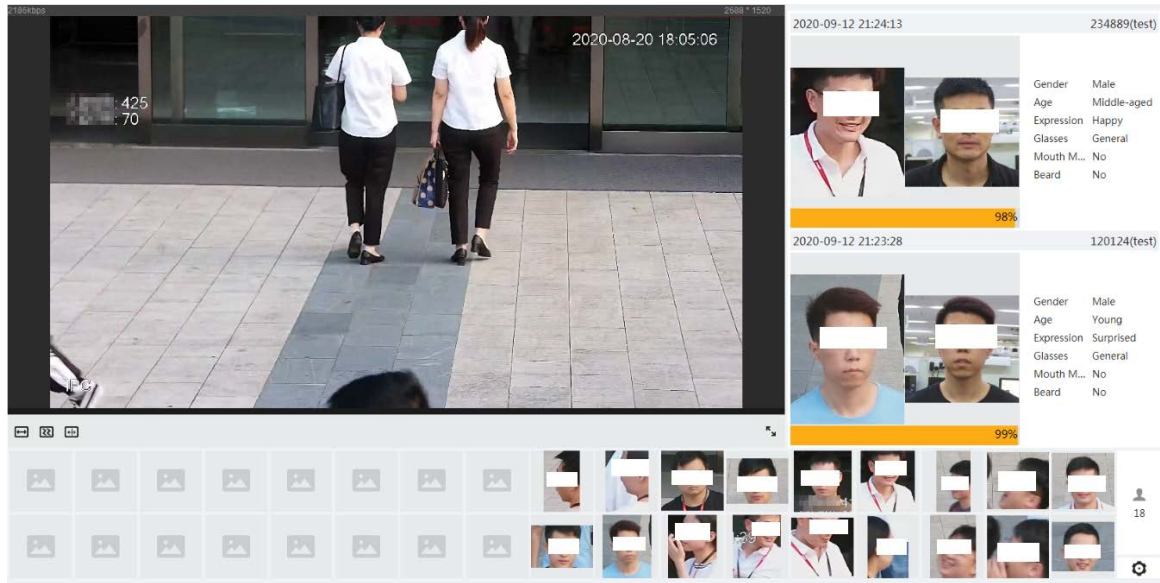 2186kbps
2688 * 1520
2020-08-20 18:05:06
: 425
: 70
IPC
2020-09-12 21:24:13 234889(test)
Gender Male
Age Middle-aged
Expression Happy
Glasses General
Mouth M... No
Beard No
98%
2020-09-12 21:23:28 120124(test)
Gender Male
Age Young
Expression Surprised
Glasses General
Mouth M... No
Beard No
99%
18